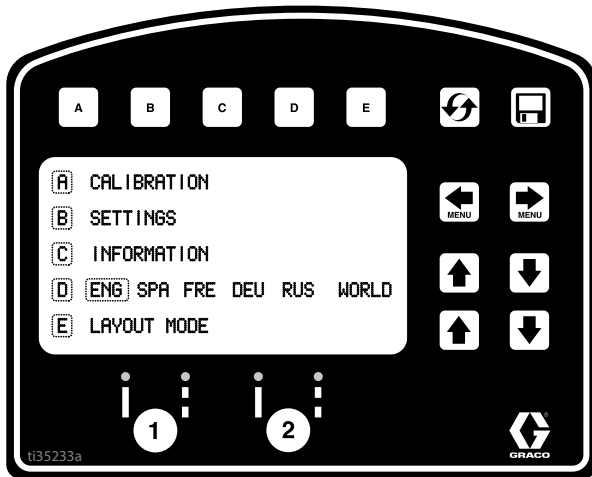 A B C D E
A CALIBRATION
B SETTINGS
C INFORMATION
D ENG SPA FRE DEU RUS WORLD
E LAYOUT MODE
MENU MENU
1 2
ti35233a
GRACO